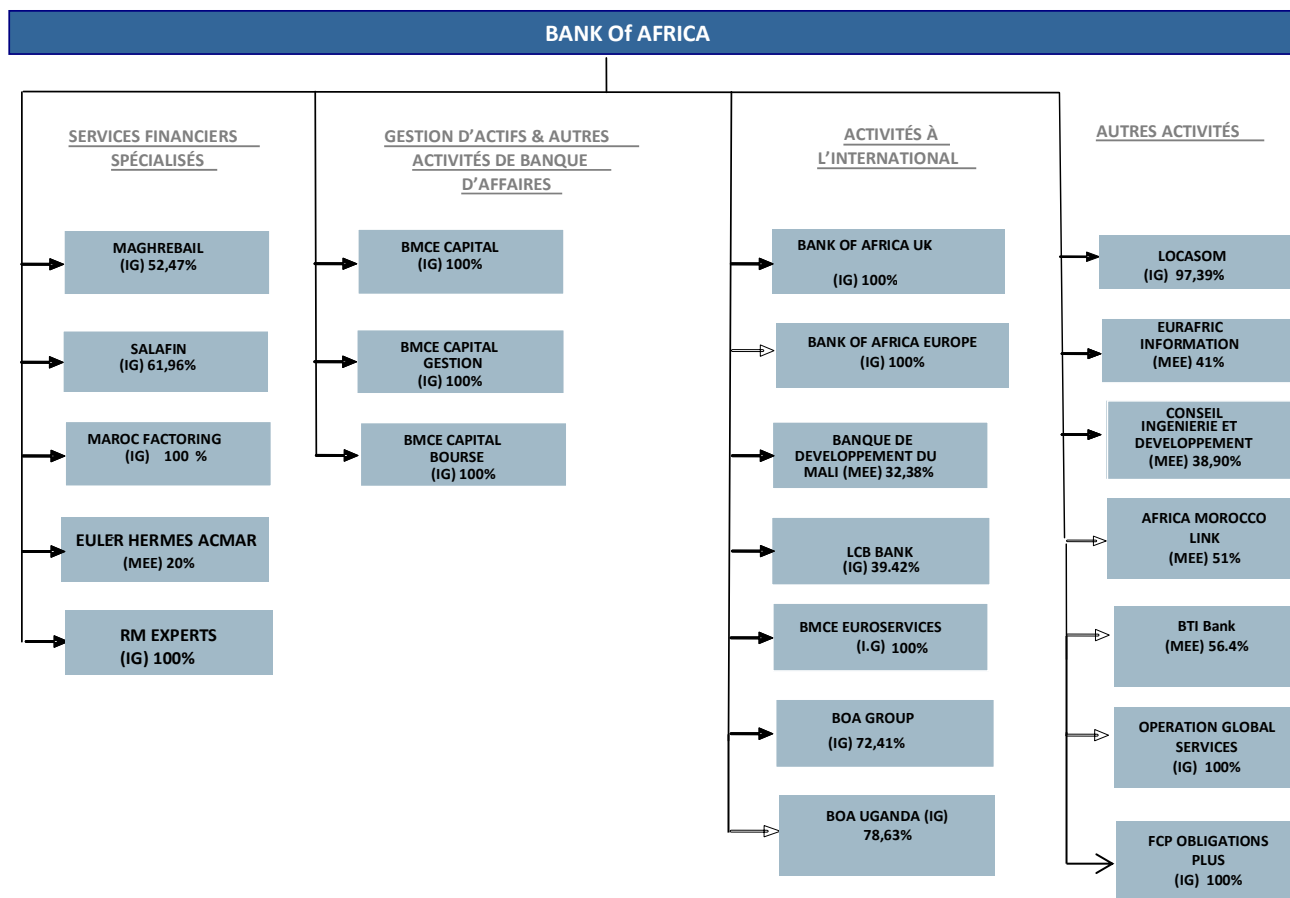 BANK Of AFRICA
SERVICES FINANCIERS
SPÉCIALISÉS
MAGHREBAIL
(IG) 52,47%
SALAFIN
(IG) 61,96%
MAROC FACTORING
(IG) 100 %
EULER HERMES ACMAR
(MEE) 20%
RM EXPERTS
(IG) 100%
GESTION D’ACTIFS & AUTRES
ACTIVITÉS DE BANQUE
D’AFFAIRES
BMCE CAPITAL
(IG) 100%
BMCE CAPITAL
GESTION
(IG) 100%
BMCE CAPITAL
BOURSE
(IG) 100%
ACTIVITÉS À
L’INTERNATIONAL
BANK OF AFRICA UK
(IG) 100%
BANK OF AFRICA EUROPE
(IG) 100%
BANQUE DE
DEVELOPPEMENT DU
MALI (MEE) 32,38%
LCB BANK
(IG) 39.42%
BMCE EUROSERVICES
(I.G) 100%
BOA GROUP
(IG) 72,41%
BOA UGANDA (IG)
78,63%
AUTRES ACTIVITÉS
LOCASOM
(IG) 97,39%
EURAFRIC
INFORMATION
(MEE) 41%
CONSEIL
INGENIERIE ET
DEVELOPPEMENT
(MEE) 38,90%
AFRICA MOROCCO
LINK
(MEE) 51%
BTI Bank
(MEE) 56.4%
OPERATION GLOBAL
SERVICES
(IG) 100%
FCP OBLIGATIONS
PLUS
(IG) 100%